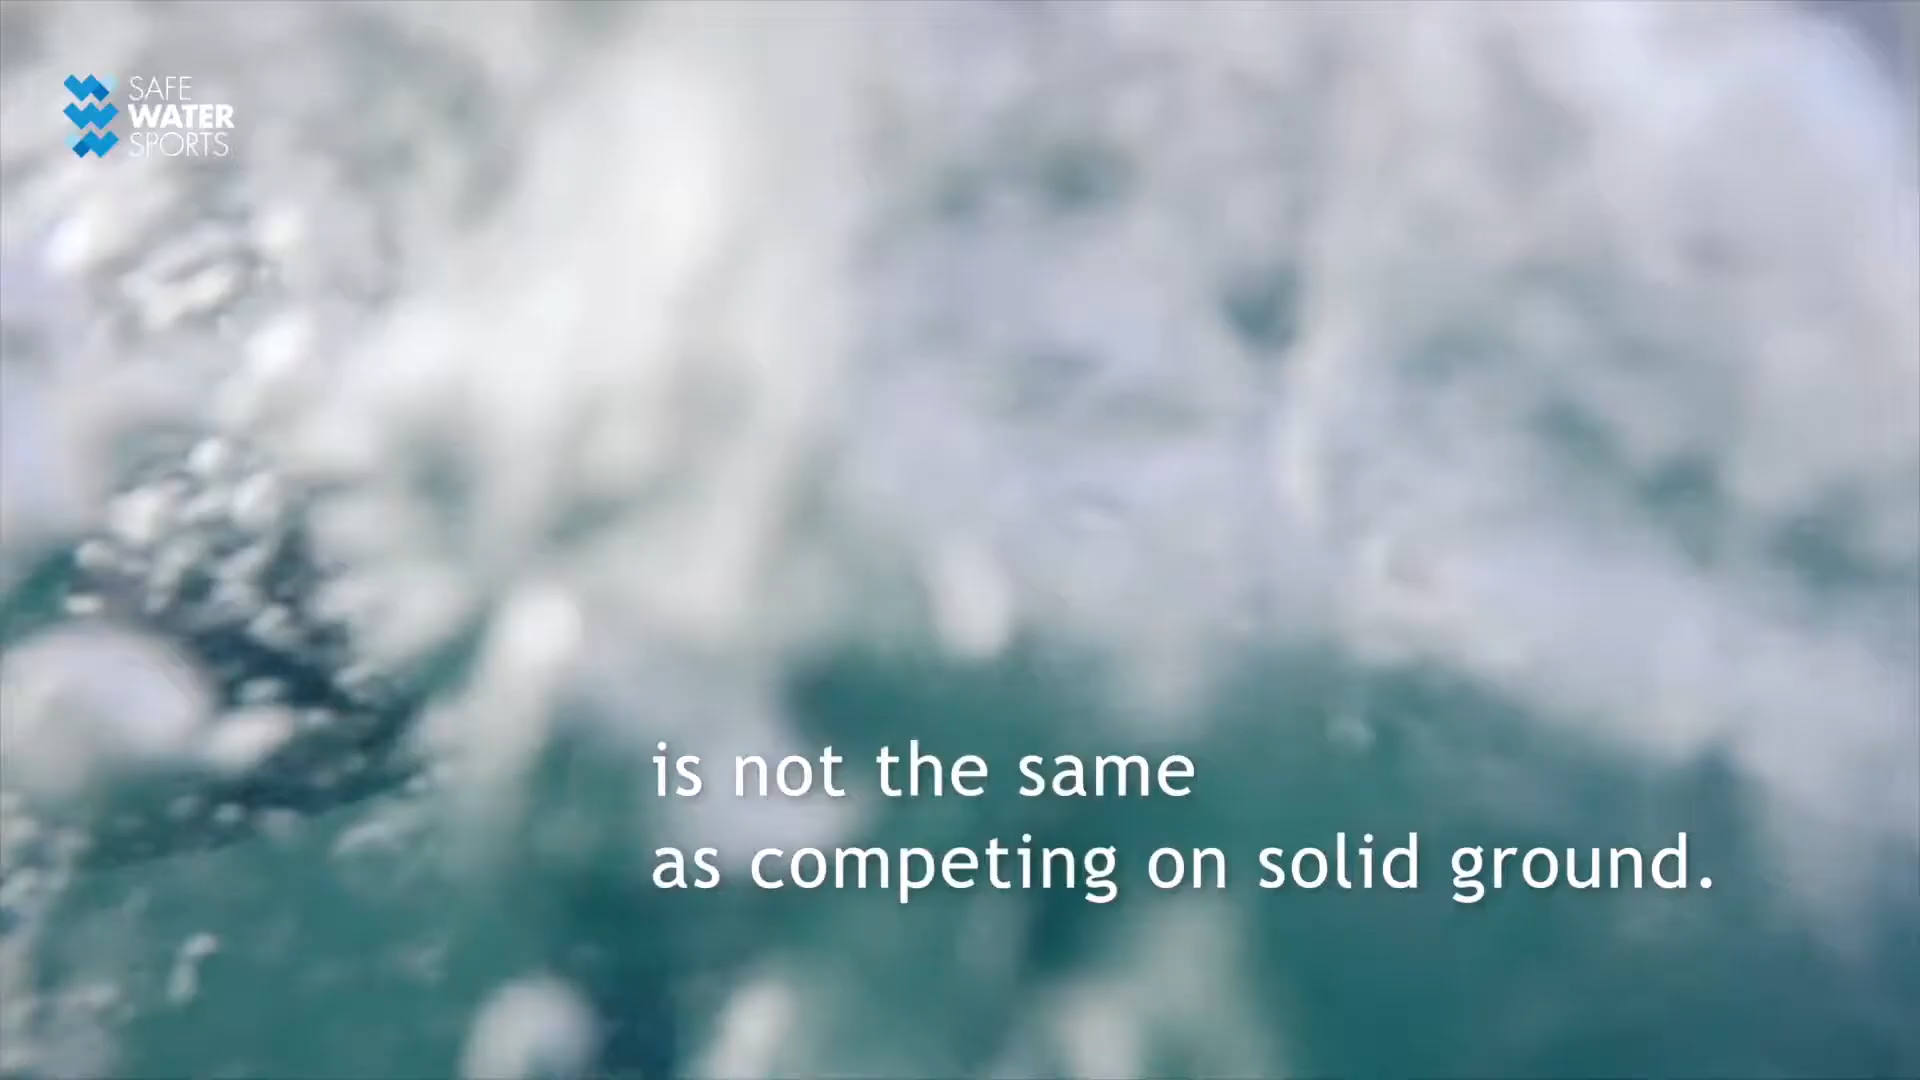 SAFE
WATER
SPORTS
is not the same
as competing on solid ground.